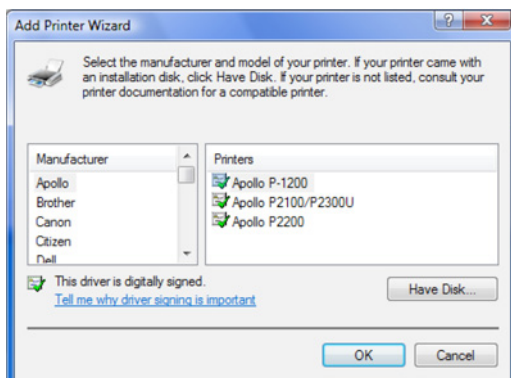 Add Printer Wizard
Select the manufacturer and model of your printer. If your printer came with
an installation disk, click Have Disk. If your printer is not listed, consult your
printer documentation for a compatible printer.
Manufacturer
Apollo
Brother
Canon
Citizen
Dell
Printers
Apollo P-1200
Apollo P2100/P2300U
Apollo P2200
This driver is digitally signed.
Tell me why driver signing is important
Have Disk...
OK
Cancel